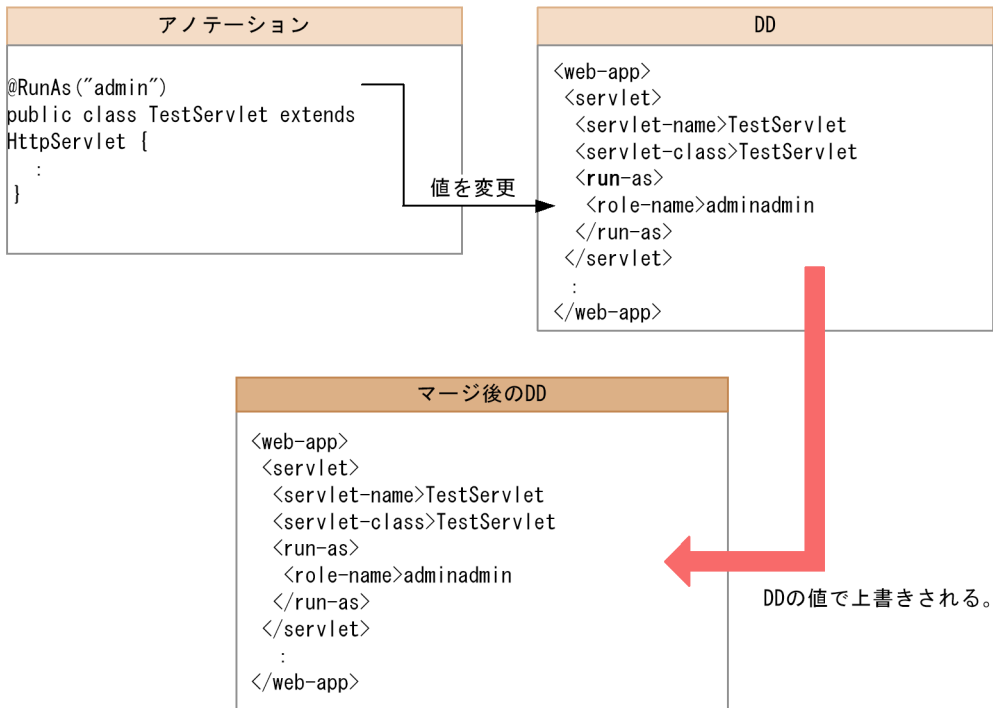 アノテーション
@RunAs("admin")
public class TestServlet extends
HttpServlet {
:
}
値を変更
DD
<web-app>
<servlet>
<servlet-name>TestServlet
<servlet-class>TestServlet
<run-as>
<role-name>adminadmin
</run-as>
</servlet>
:
</web-app>
マージ後のDD
<web-app>
<servlet>
<servlet-name>TestServlet
<servlet-class>TestServlet
<run-as>
<role-name>adminadmin
</run-as>
</servlet>
:
</web-app>
DDの値で上書きされる。